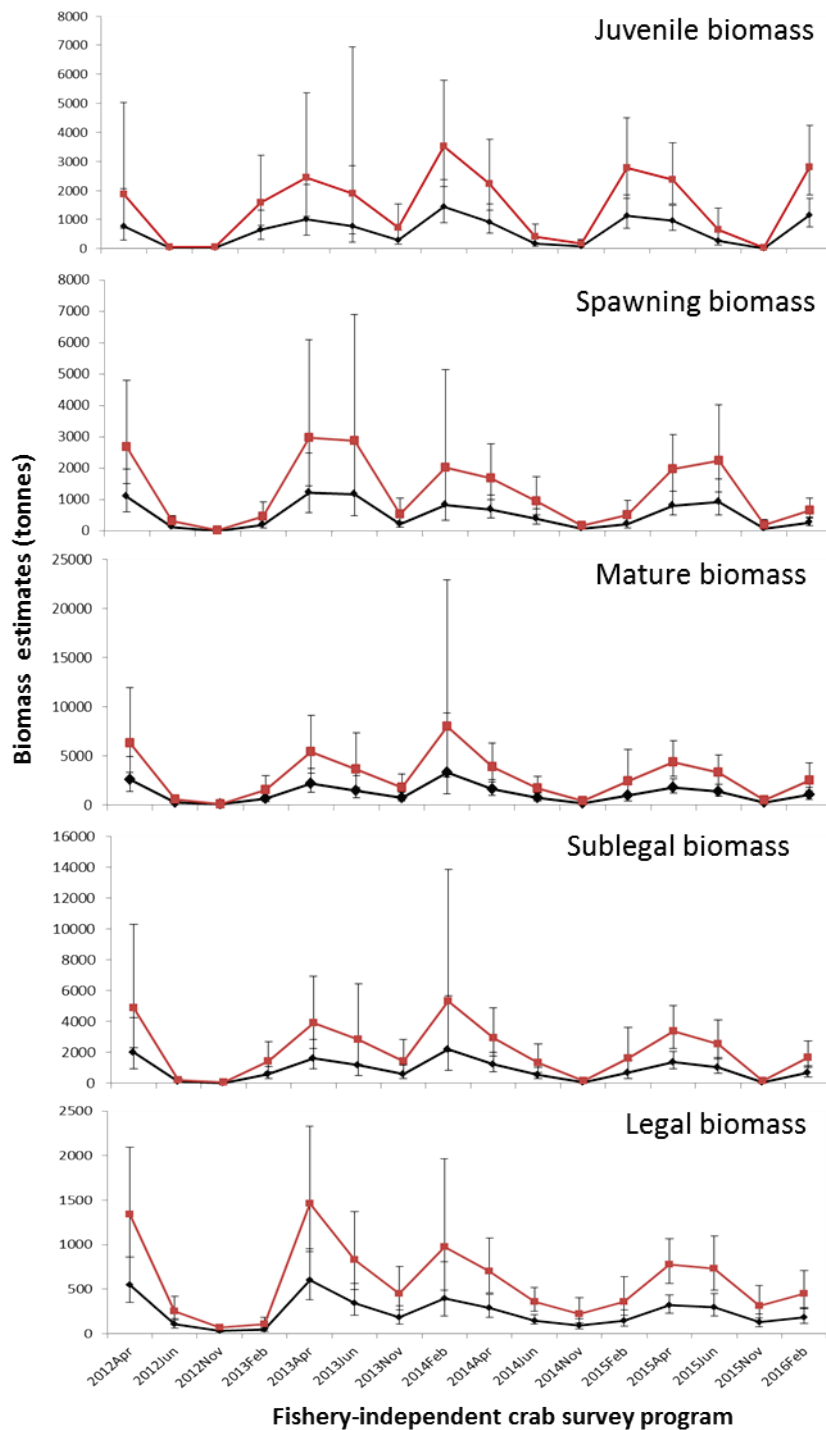 Juvenile biomass
8000
7000
6000
5000
4000
3000
2000
1000
0
Spawning biomass
8000
7000
6000
5000
4000
3000
2000
1000
0
Biomass estimates (tonnes)
Mature biomass
25000
20000
15000
10000
5000
0
Sublegal biomass
16000
14000
12000
10000
8000
6000
4000
2000
0
Legal biomass
2500
2000
1500
1000
500
0
2012Apr
2012Jun
2012Nov
2013Feb
2013Apr
2013Jun
2013Nov
2014Feb
2014Apr
2014Jun
2014Nov
2015Feb
2015Apr
2015Jun
2015Nov
2016Feb
Fishery-independent crab survey program